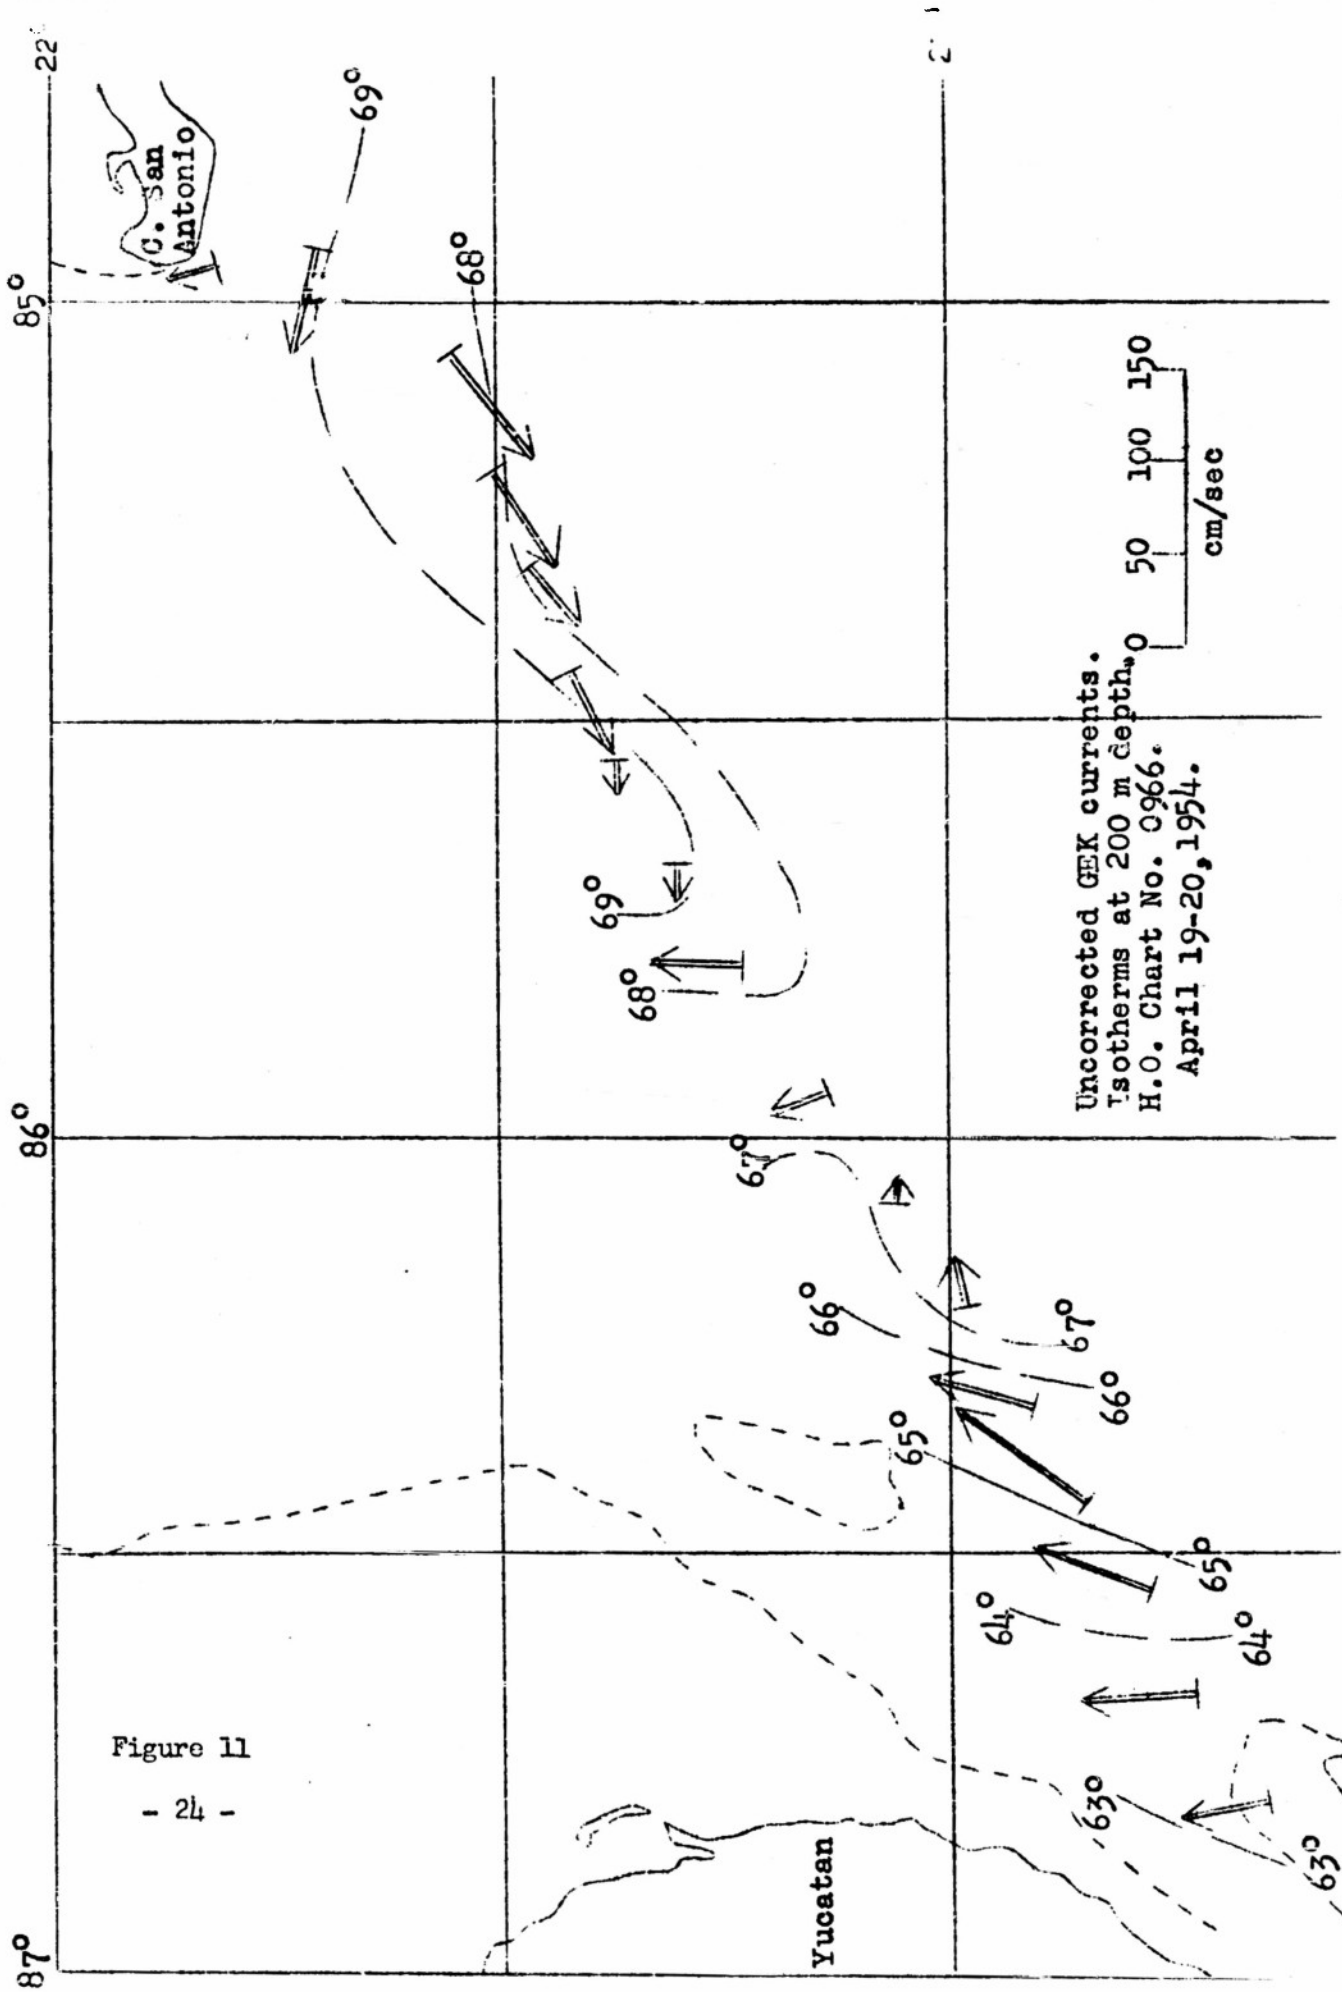 87°
86°
85°
22
C. San
Antonio
69°
68°
69°
68°
66°
67°
65°
66°
64°
65°
64°
63°
63°
Yucatan
Uncorrected GEK currents.
Isotherms at 200 m depth.
H.O. Chart No. 0966.
April 19-20, 1954.
0 50 100 150
cm/sec
Figure 11
- 24 -